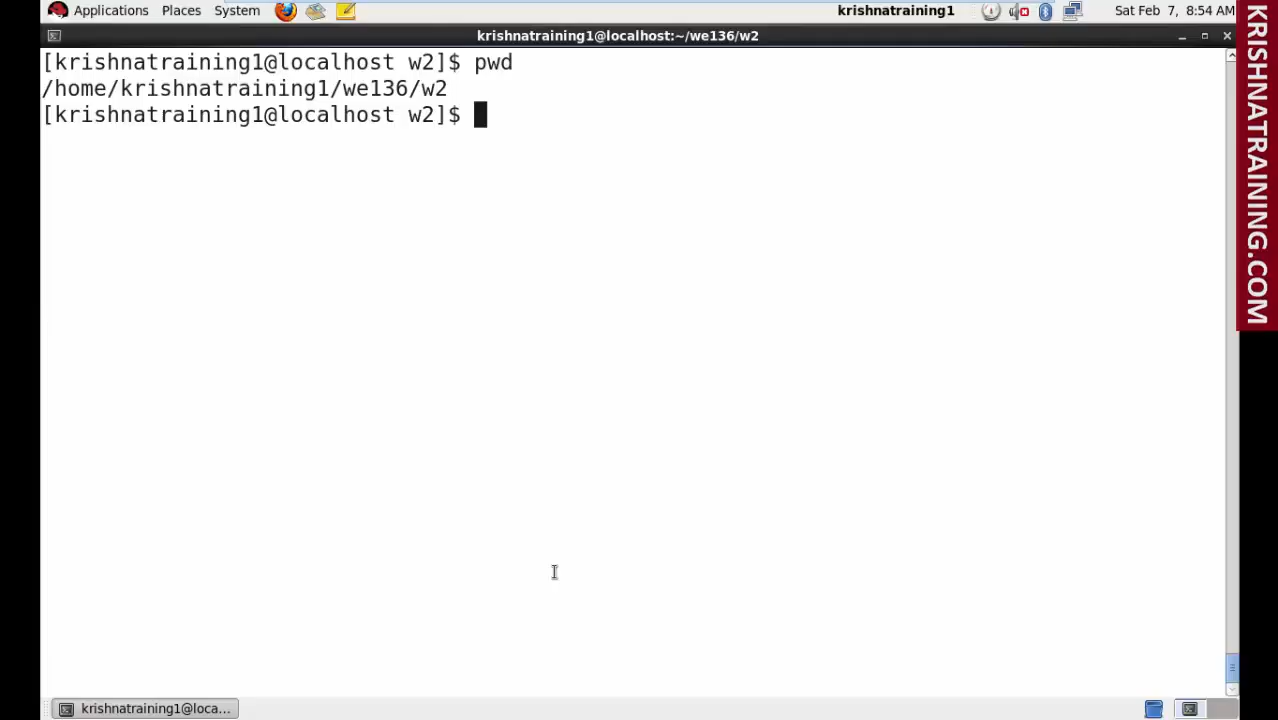 Applications Places System krishnatraining1 Sat Feb 7, 8:54 AM
krishnatraining1@localhost:~/we136/w2
[krishnatraining1@localhost w2]$ pwd
/home/krishnatraining1/we136/w2
[krishnatraining1@localhost w2]$
krishnatraining1@loca...
KRISHNATRAINING.COM